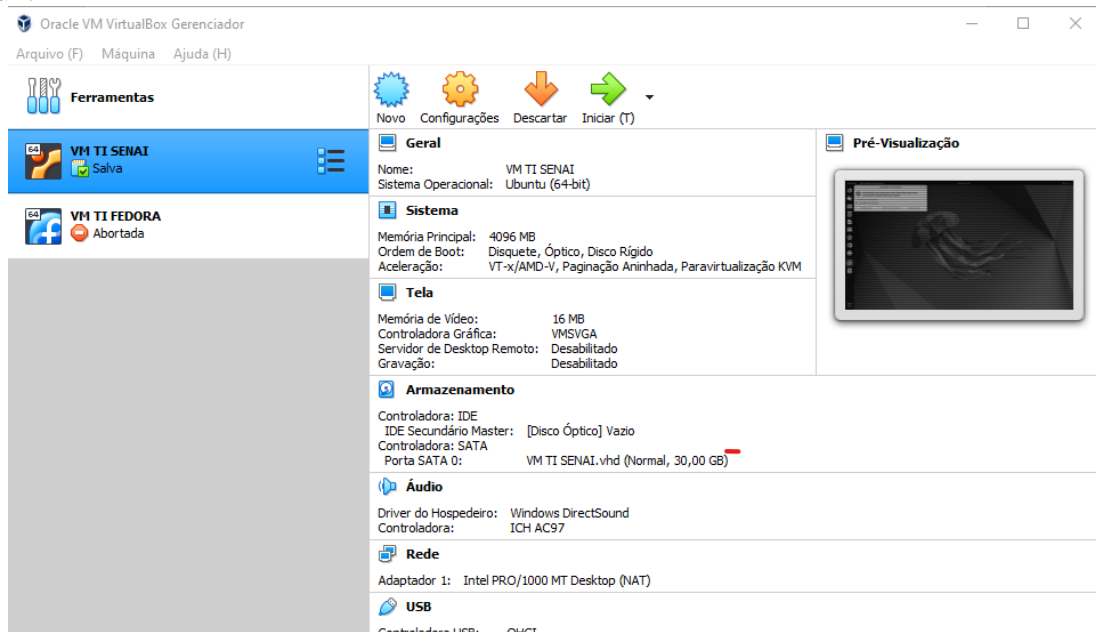 Oracle VM VirtualBox Gerenciador
Arquivo (F) Máquina Ajuda (H)
Ferramentas
Novo Configurações Descartar Iniciar (T)
64 VM TI SENAI
Salva
64 VM TI FEDORA
Abortada
Geral
Nome: VM TI SENAI
Sistema Operacional: Ubuntu (64-bit)
Sistema
Memória Principal: 4096 MB
Ordem de Boot: Disquete, Óptico, Disco Rígido
Aceleração: VT-x/AMD-V, Paginação Aninhada, Paravirtualização KVM
Tela
Memória de Vídeo: 16 MB
Controladora Gráfica: VMSVGA
Servidor de Desktop Remoto: Desabilitado
Gravação: Desabilitado
Pré-Visualização
Armazenamento
Controladora: IDE
IDE Secundário Master: [Disco Óptico] Vazio
Controladora: SATA
Porta SATA 0: VM TI SENAI.vhd (Normal, 30,00 GB)
Áudio
Driver do Hospedeiro: Windows DirectSound
Controladora: ICH AC97
Rede
Adaptador 1: Intel PRO/1000 MT Desktop (NAT)
USB
Controladora USB: OHCI